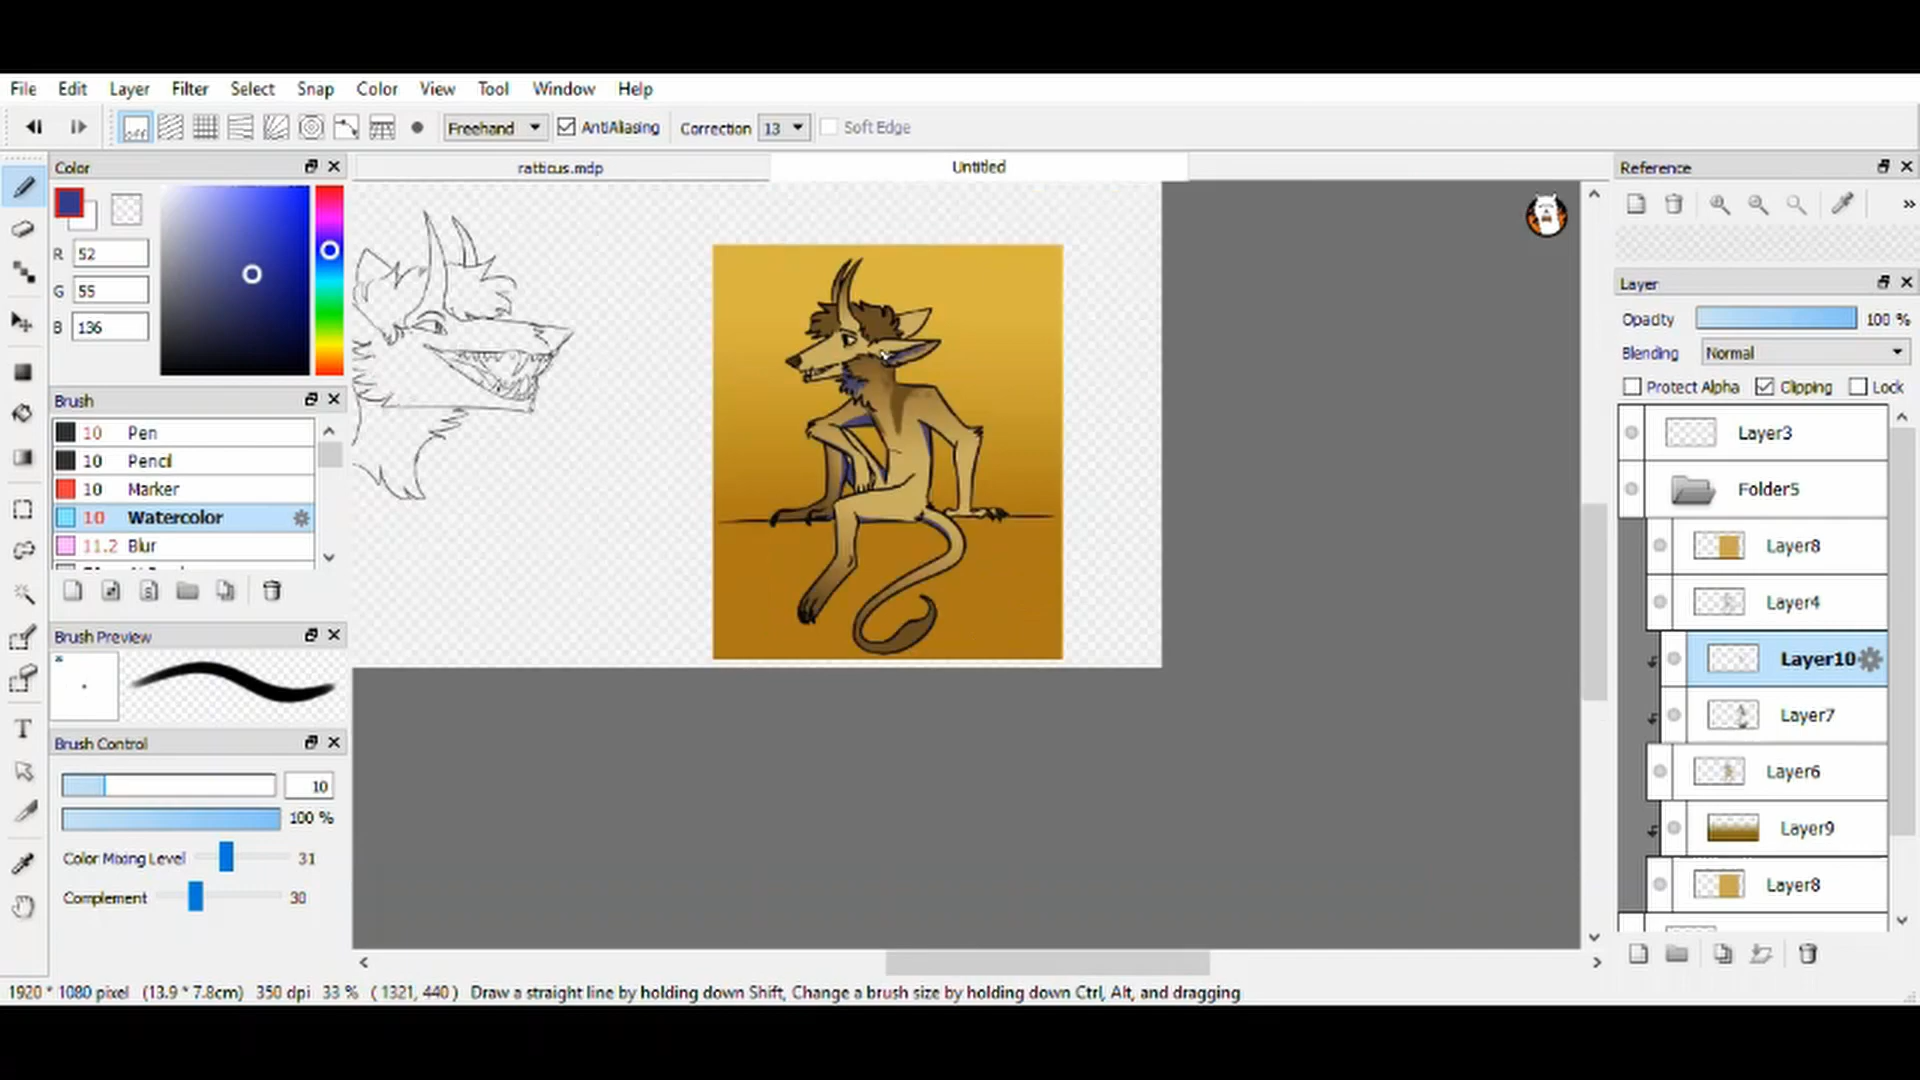 File Edit Layer Filter Select Snap Color View Tool Window Help
off Freehand AntiAliasing Correction 13 Soft Edge
Color
ratticus.mdp
Untitled
Reference
R 52
G 55
B 136
Layer
Opacity 100 %
Blending Normal
Protect Alpha Clipping Lock
Brush
10 Pen
10 Pencil
10 Marker
10 Watercolor
11.2 Blur
Layer3
Folder5
Layer8
Layer4
Layer10
Layer7
Layer6
Layer9
Layer8
Brush Preview
Brush Control
10
100 %
Color Mixing Level 31
Complement 30
T
1920 * 1080 pixel (13.9 * 7.8cm) 350 dpi 33 % ( 1321, 440 ) Draw a straight line by holding down Shift, Change a brush size by holding down Ctrl, Alt, and dragging